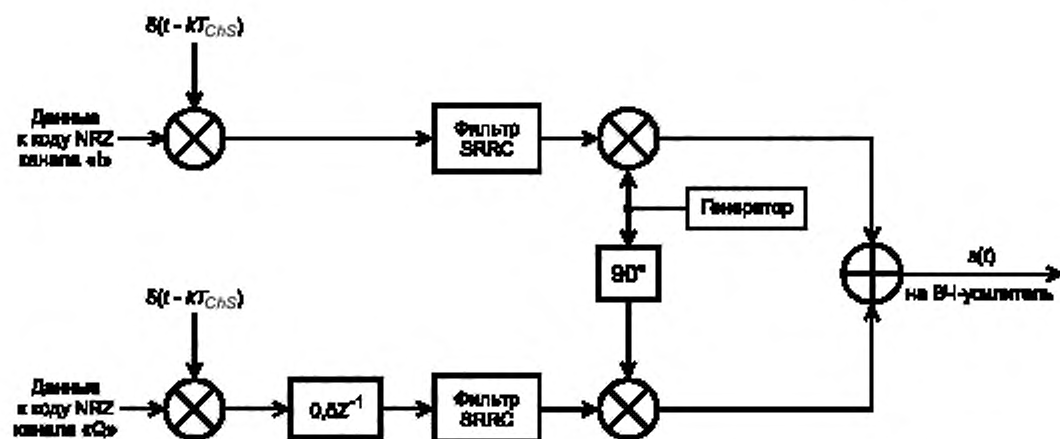 δ(t - kT_ChS)
Данные
к коду NRZ
канала «I»
Фильтр
SRRC
Генератор
90°
s(t)
на ВЧ-усилитель
δ(t - kT_ChS)
Данные
к коду NRZ
канала «Q»
0,5Z⁻¹
Фильтр
SRRC